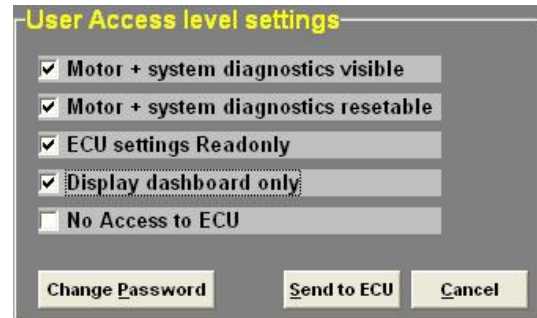 User Access level settings
Motor + system diagnostics visible
Motor + system diagnostics resetable
ECU settings Readonly
Display dashboard only
No Access to ECU
Change Password Send to ECU Cancel